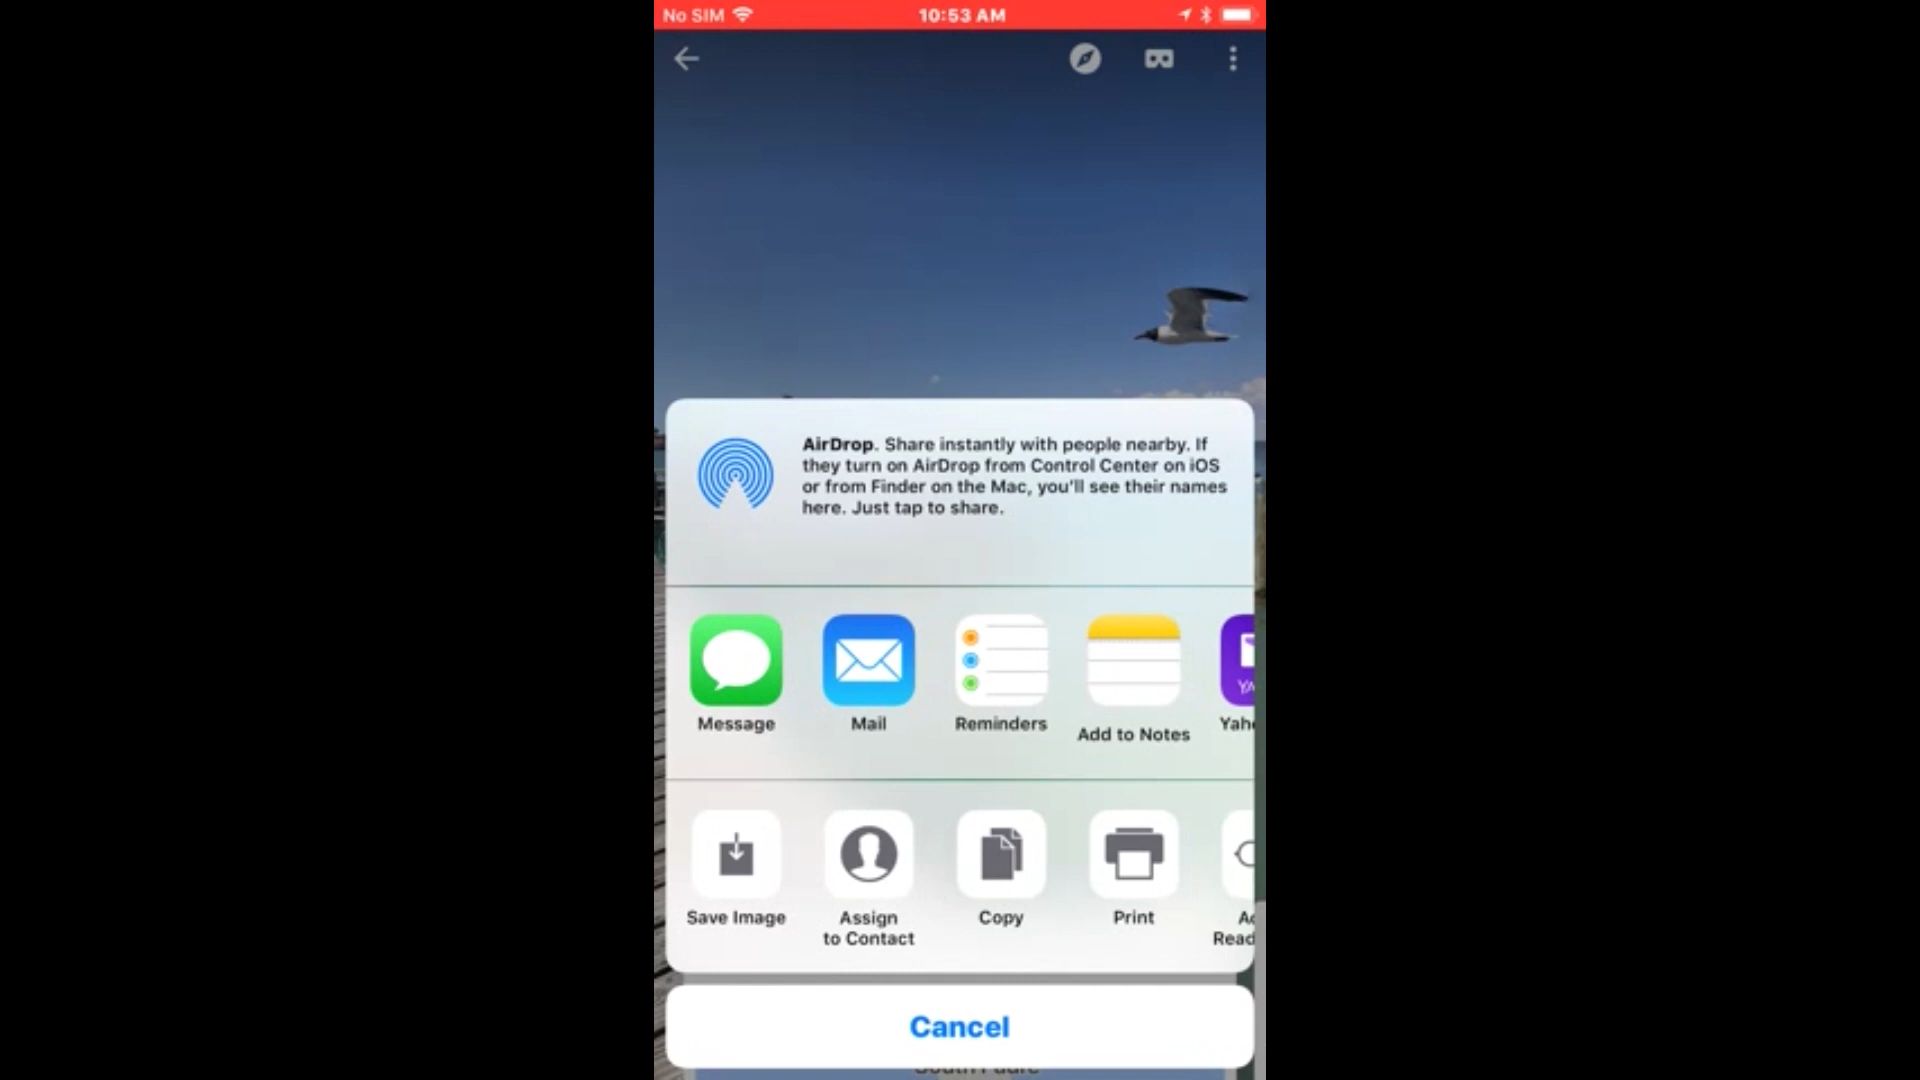 No SIM 10:53 AM
AirDrop. Share instantly with people nearby. If
they turn on AirDrop from Control Center on iOS
or from Finder on the Mac, you'll see their names
here. Just tap to share.
Message Mail Reminders Add to Notes
Save Image Assign Copy Print
to Contact
Cancel
South Padre